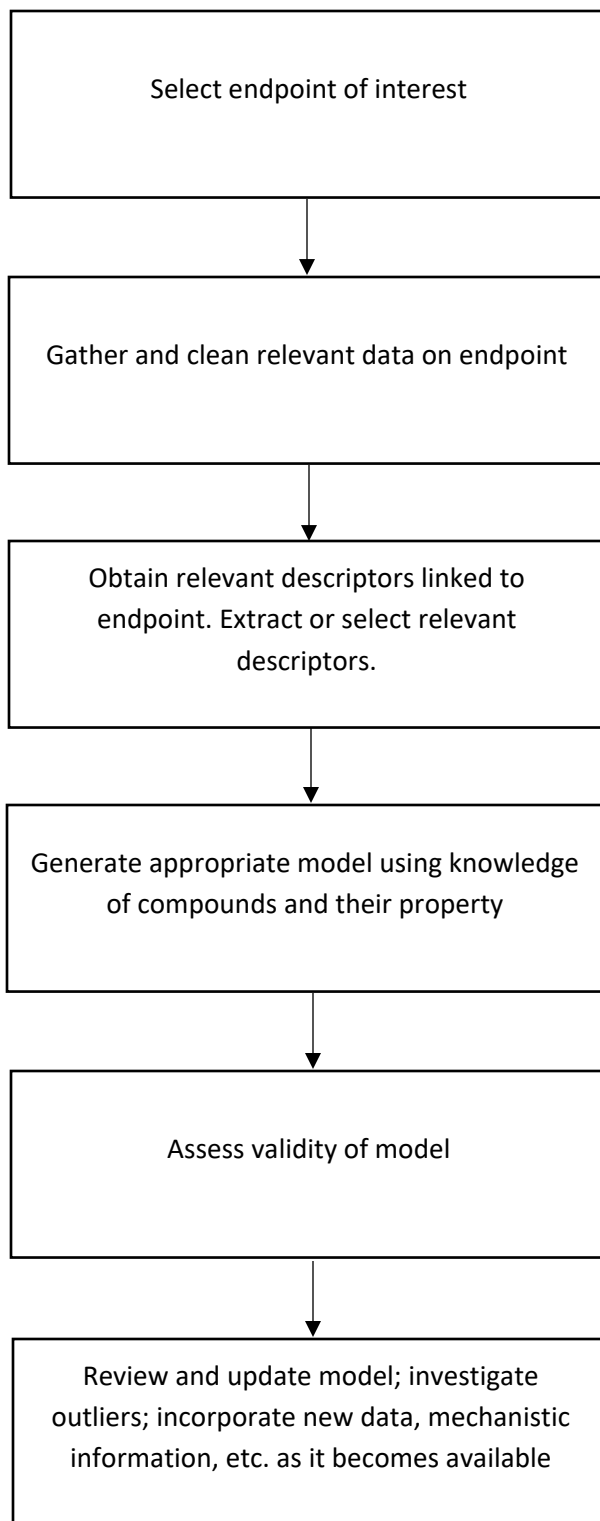 Select endpoint of interest
Gather and clean relevant data on endpoint
Obtain relevant descriptors linked to
endpoint. Extract or select relevant
descriptors.
Generate appropriate model using knowledge
of compounds and their property
Assess validity of model
Review and update model; investigate
outliers; incorporate new data, mechanistic
information, etc. as it becomes available